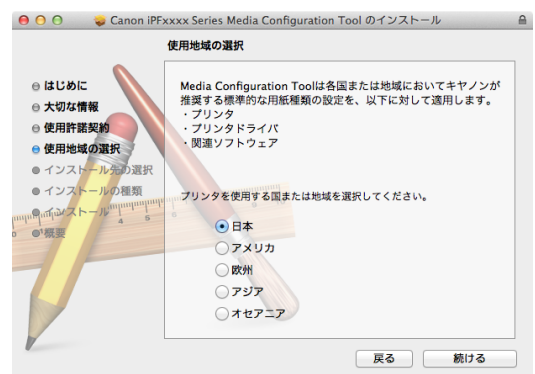 Canon iPFxxxx Series Media Configuration Tool のインストール
使用地域の選択
はじめに
大切な情報
使用許諾契約
使用地域の選択
インストール先の選択
インストールの種類
インストール
概要
Media Configuration Toolは各国または地域においてキヤノンが
推奨する標準的な用紙種類の設定を、以下に対して適用します。
・プリンタ
・プリンタドライバ
・関連ソフトウェア
プリンタを使用する国または地域を選択してください。
日本
アメリカ
欧州
アジア
オセアニア
戻る
続ける